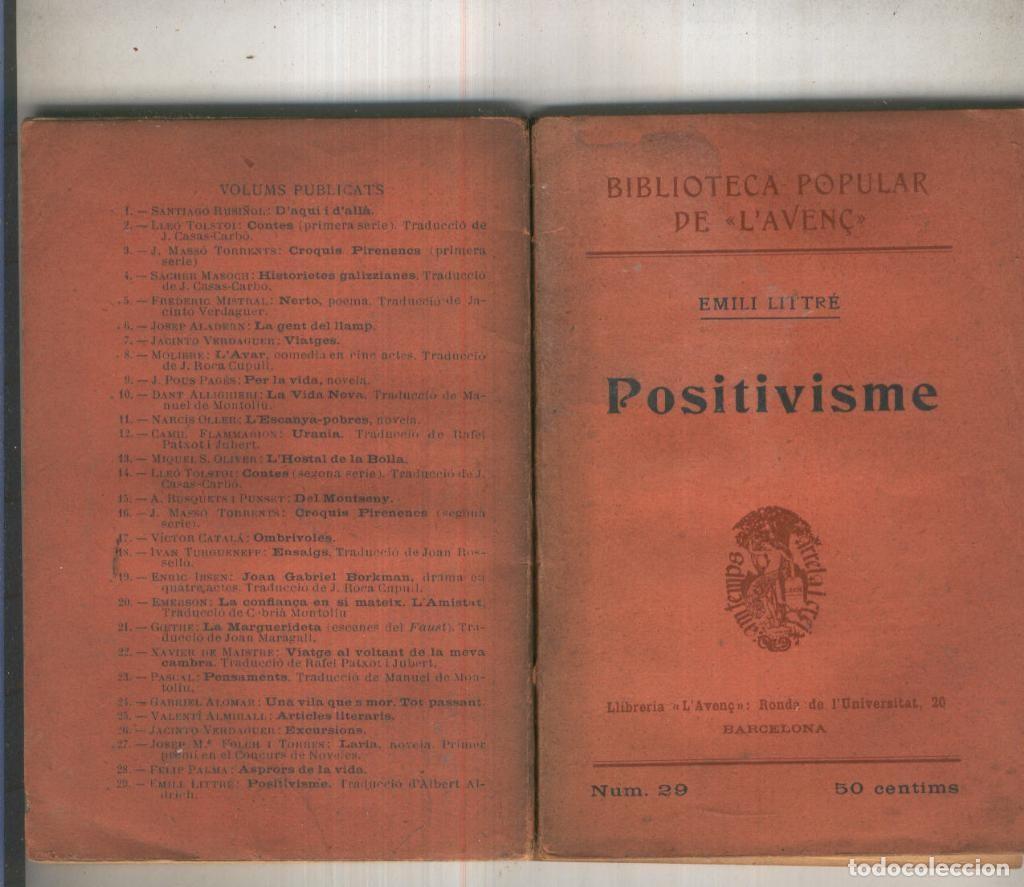 VOLUMS PUBLICATS
1. — SANTIAGO RUSIÑOL: D'aquí i d'allà.
2. — LLEÓ TOLSTOI: Contes (primera serie). Traducció de
J. Casas-Carbó.
3. — J. MASSÓ TORRENTS: Croquis Pirenencs (primera
serie)
4. — SACHER MASOCH: Historietes galizzianes. Traducció
de J. Casas-Carbó.
5. — FREDERIC MISTRAL: Nerto, poema. Traducció de Ja-
cinto Verdaguer.
6. — JOSEP ALADERN: La gent del llamp.
7. — JACINTO VERDAGUER: Viatges.
8. — MOLIÈRE: L'Avar, comedia en cinc actes. Traducció
de J. Roca Cupull.
9. — J. POUS PAGÉS: Per la vida, novela.
10. — DANT ALLIGHIERI: La Vida Nova. Traducció de Ma-
nuel de Montoliu.
11. — NARCÍS OLLER: L'Escanya-pobres, novela.
12. — CAMIL FLAMMARION: Urania. Traducció de Rafel
Patxot i Jubert.
13. — MIQUEL S. OLIVER: L'Hostal de la Bolla.
14. — LLEÓ TOLSTOI: Contes (segona serie). Traducció de J.
Casas-Carbó.
15. — A. BUSQUETS I PUNSET: Del Montseny.
16. — J. MASSÓ TORRENTS: Croquis Pirenencs (segona
serie).
17. — VÍCTOR CATALÁ: Ombrívoles.
18. — IVAN TURGUENEFF: Ensaigs. Traducció de Joan Ros-
selló.
19. — ENRIC IBSEN: Joan Gabriel Borkman, drama en
quatre actes. Traducció de J. Roca Cupull.
20. — EMERSON: La confiança en si mateix. L'Amistat,
Traducció de Cebriá Montoliu
21. — GŒTHE: La Marguerideta (escenes del Faust). Tra-
ducció de Joan Maragall.
22. — XAVIER DE MAISTRE: Viatge al voltant de la meva
cambra. Traducció de Rafel Patxot i Jubert.
23. — PASCAL: Pensaments. Traducció de Manuel de Mon-
toliu.
24. — GABRIEL ALOMAR: Una vila que s mor. Tot passant.
25. — VALENTÍ ALMIRALL: Articles literaris.
26. — JACINTO VERDAGUER: Excursions.
27. — JOSEP M.ª FOLCH I TORRES: Laria, novela. Primer
premi en el Concurs de Noveles.
28. — FELIP PALMA: Asprors de la vida.
29. — EMILI LITTRÉ: Positivisme. Traducció d'Albert Al-
drich.
BIBLIOTECA POPULAR
DE «L'AVENÇ»
EMILI LITTRÉ
Positivisme
Llibreria «L'Avenç»: Ronda de l'Universitat, 20
BARCELONA
Num. 29 50 centims
todocoleccion